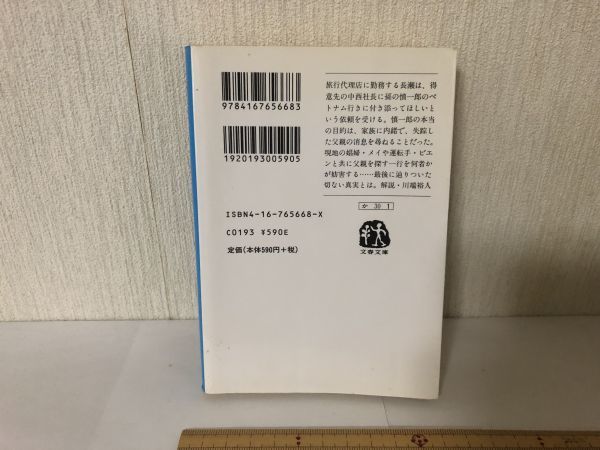 9784167656683
1920193005905
ISBN4-16-765668-X
C0193 ¥590E
定価(本体590円+税)
旅行代理店に勤務する長瀬は、得
意先の中西社長に孫の慎一郎のベ
トナム行きに付き添ってほしいと
いう依頼を受ける。慎一郎の本当
の目的は、家族に内諾で、失踪し
た父親の消息を尋ねることだった。
現地の娼婦・メイや運転手・ビエ
ンと共に父親を探す一行を何者か
が妨害する……最後に辿りついた
切ない真実とは。解説・川端裕人
か 30 1
文春文庫